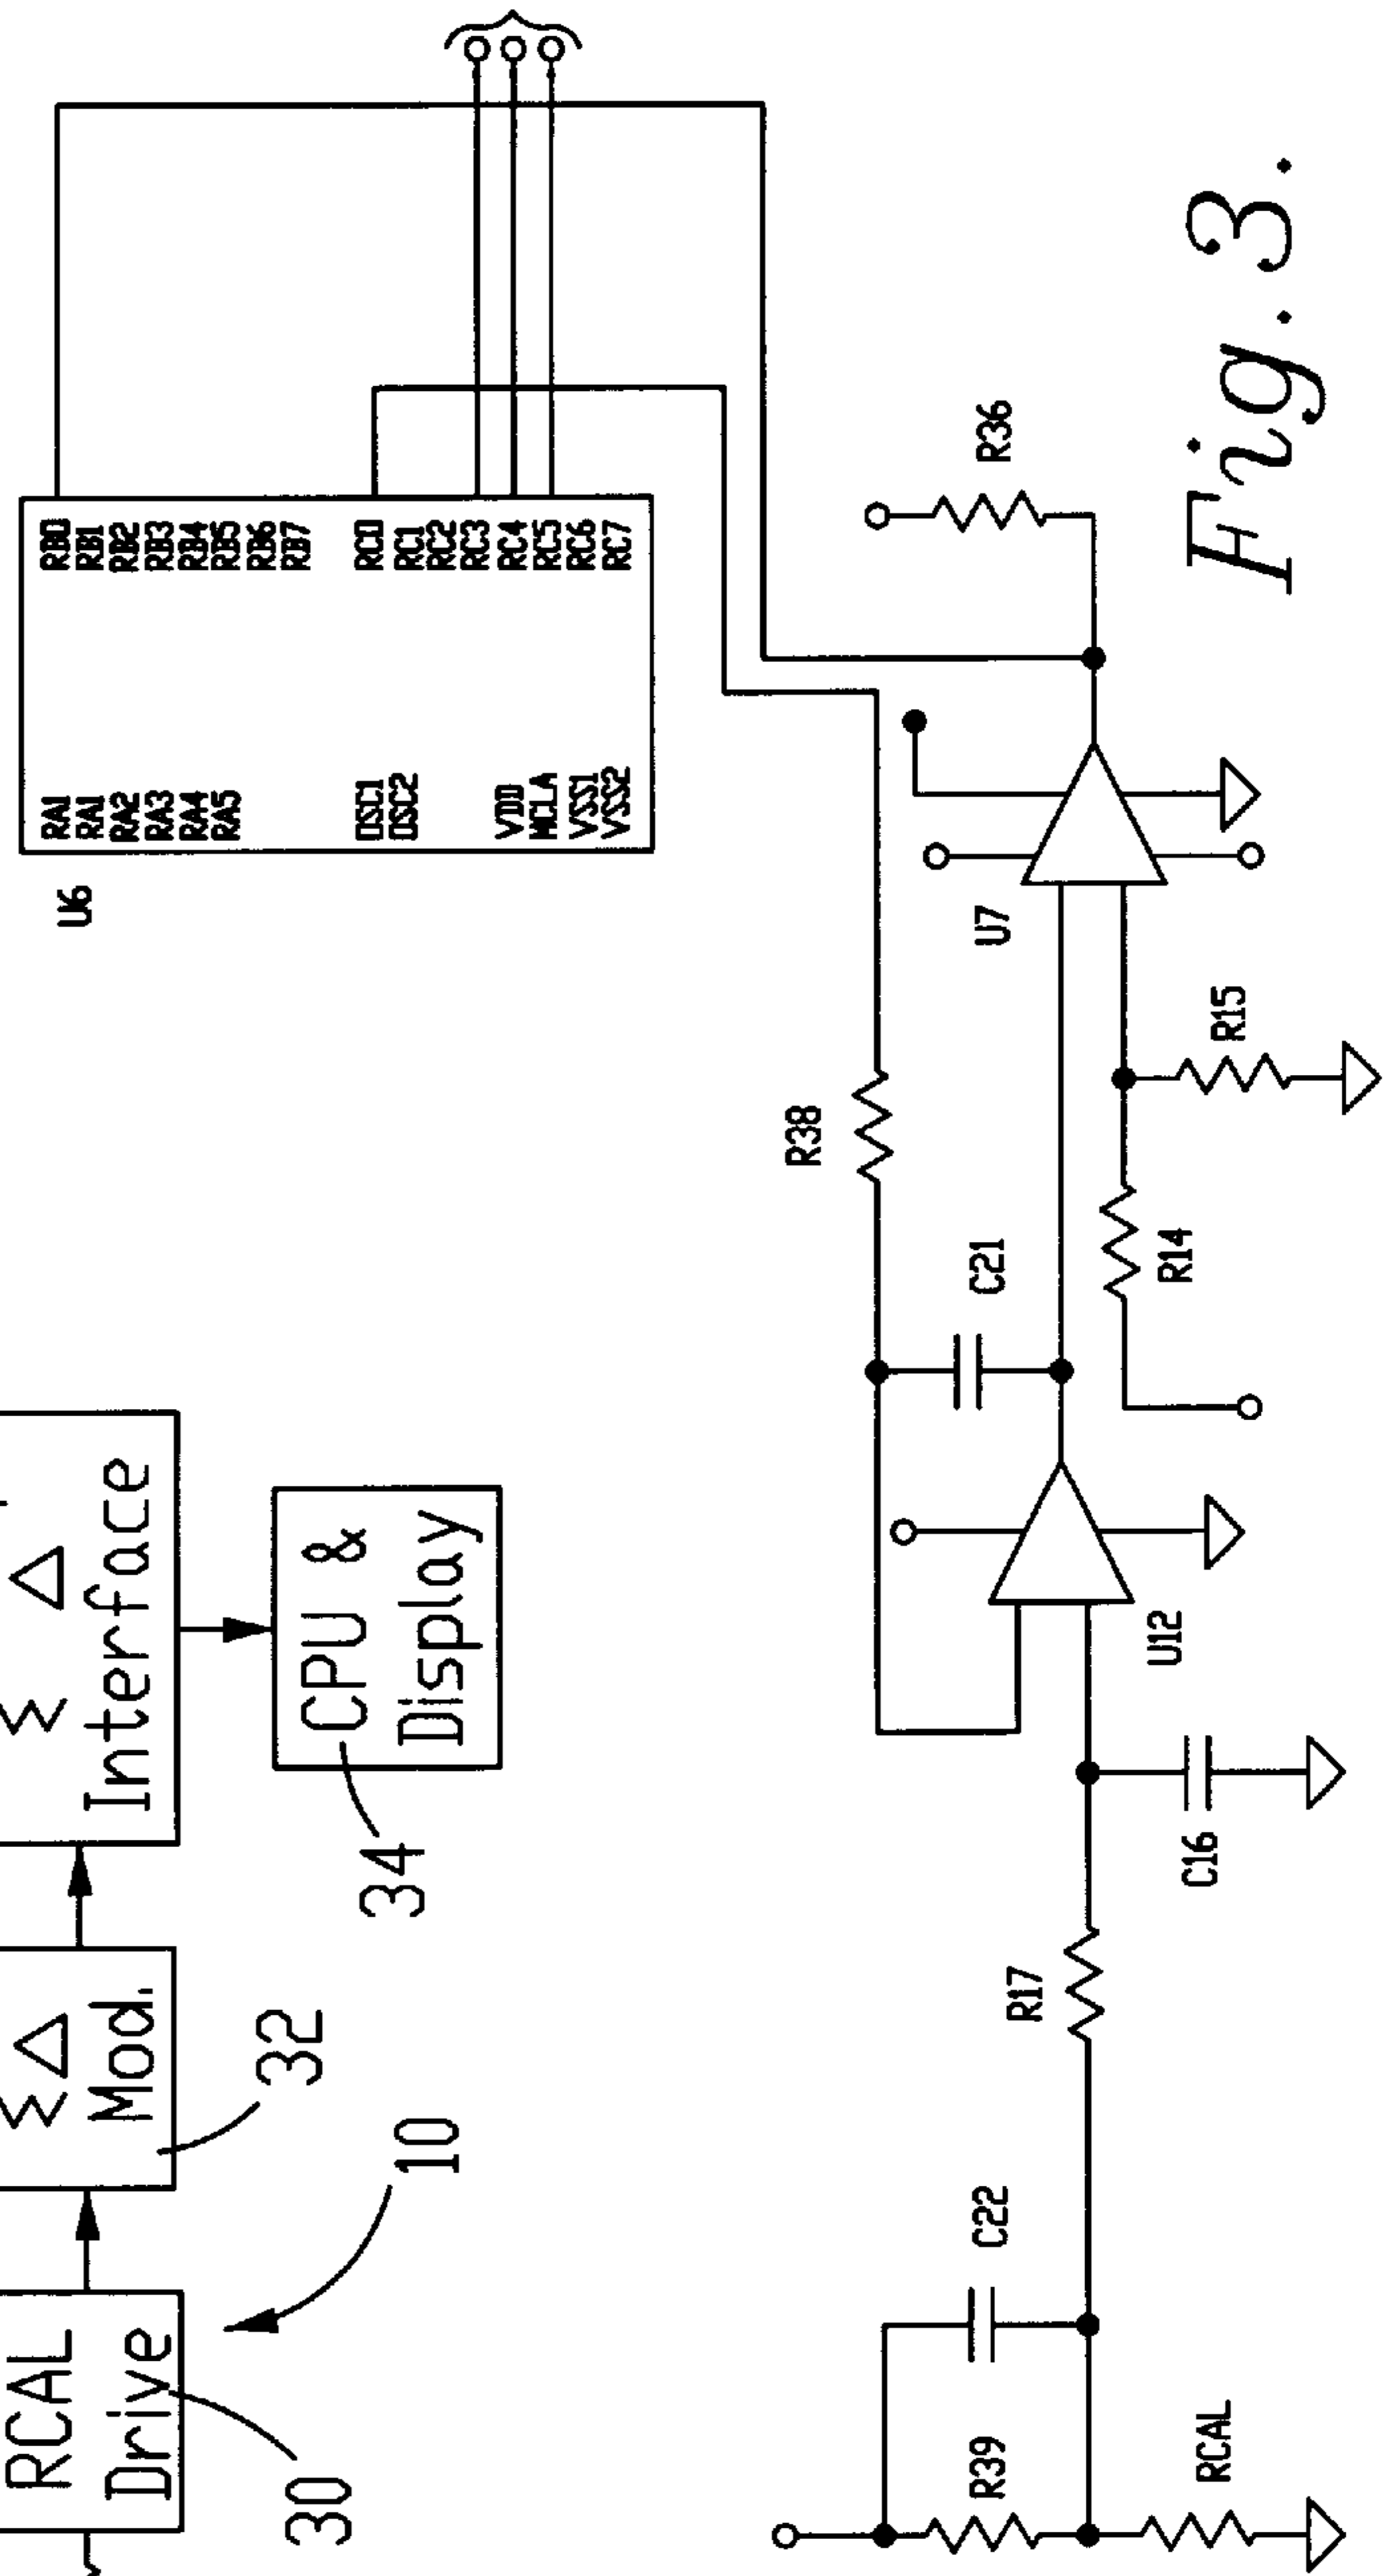 RCAL
Drive
30
10
ΣΔ
Mod.
32
ΣΔ
Interface
CPU &
Display
34
U6
RA1
RA1
RA2
RA3
RA4
RA5
OSC1
OSC2
VDD
MCLA
VSS1
VSS2
RB0
RB1
RB2
RB3
RB4
RB5
RB6
RB7
RC0
RC1
RC2
RC3
RC4
RC5
RC6
RC7
R39
RCAL
C22
R17
C16
U12
C21
R38
R14
R15
U7
R36
Fig. 3.